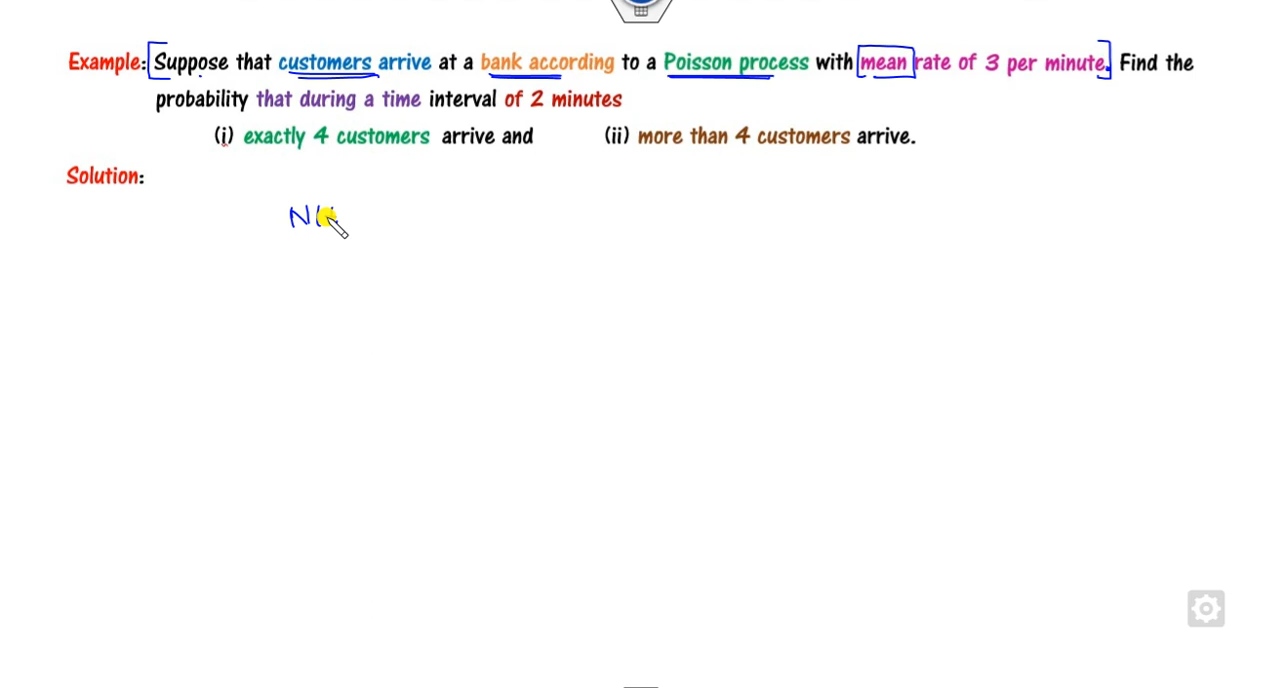 Example: Suppose that customers arrive at a bank according to a Poisson process with mean rate of 3 per minute. Find the
probability that during a time interval of 2 minutes
(i) exactly 4 customers arrive and (ii) more than 4 customers arrive.
Solution:
N(